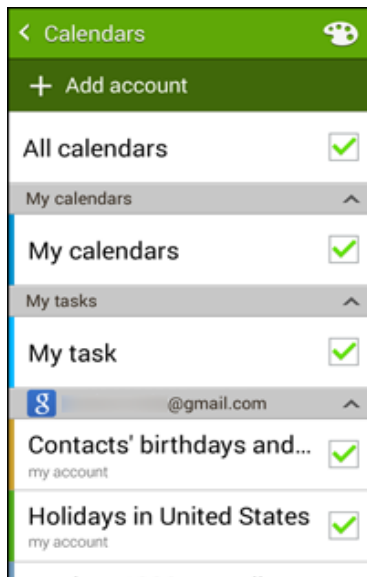 Calendars
+ Add account
All calendars
My calendars
My calendars
My tasks
My task
8 @gmail.com
Contacts' birthdays and...
my account
Holidays in United States
my account